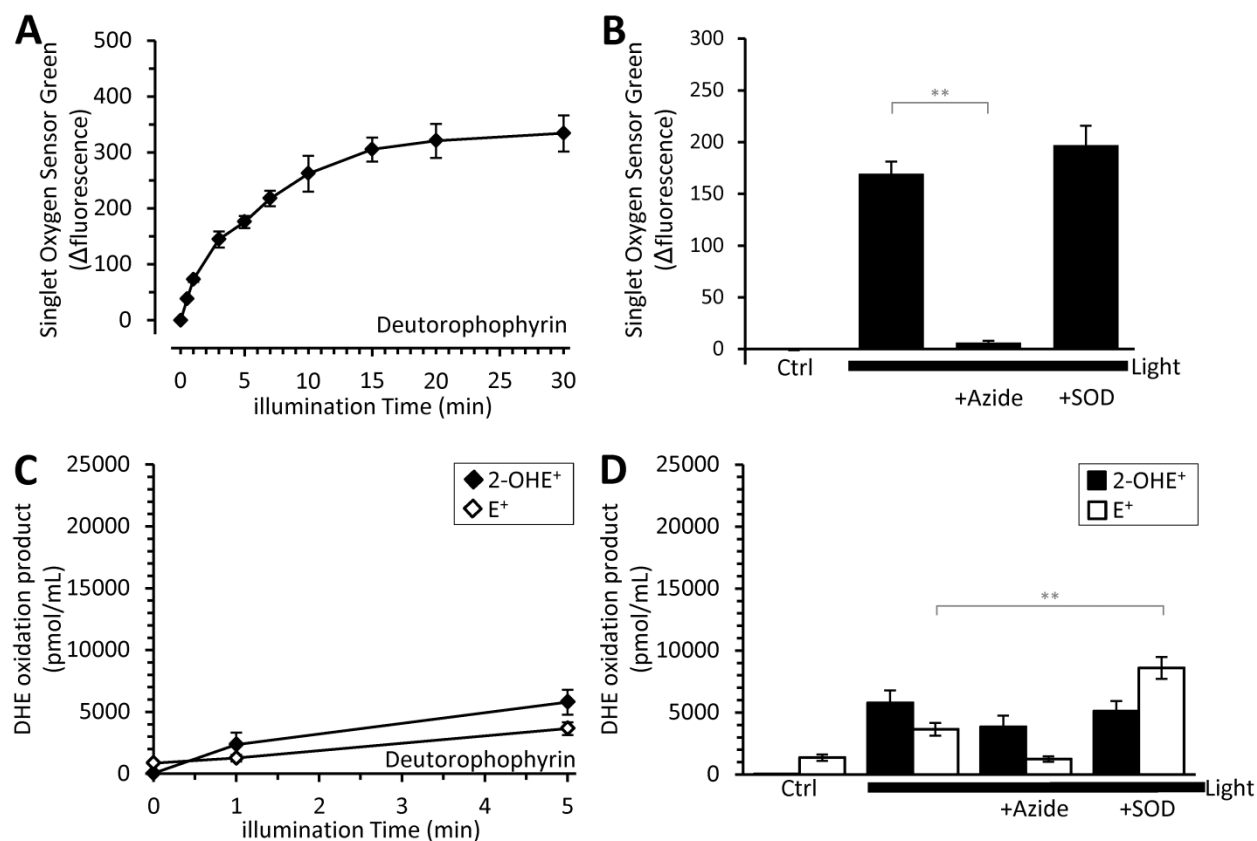 A
Singlet Oxygen Sensor Green
(Δfluorescence)
500
400
300
200
100
0
Deutorophophyrin
0 5 10 15 20 25 30
illumination Time (min)
B
Singlet Oxygen Sensor Green
(Δfluorescence)
300
250
200
150
100
50
0
**
Ctrl
Light
+Azide +SOD
C
DHE oxidation product
(pmol/mL)
25000
20000
15000
10000
5000
0
2-OHE⁺
E⁺
Deutorophophyrin
0 1 2 3 4 5
illumination Time (min)
D
DHE oxidation product
(pmol/mL)
25000
20000
15000
10000
5000
0
2-OHE⁺
E⁺
**
Ctrl
Light
+Azide +SOD